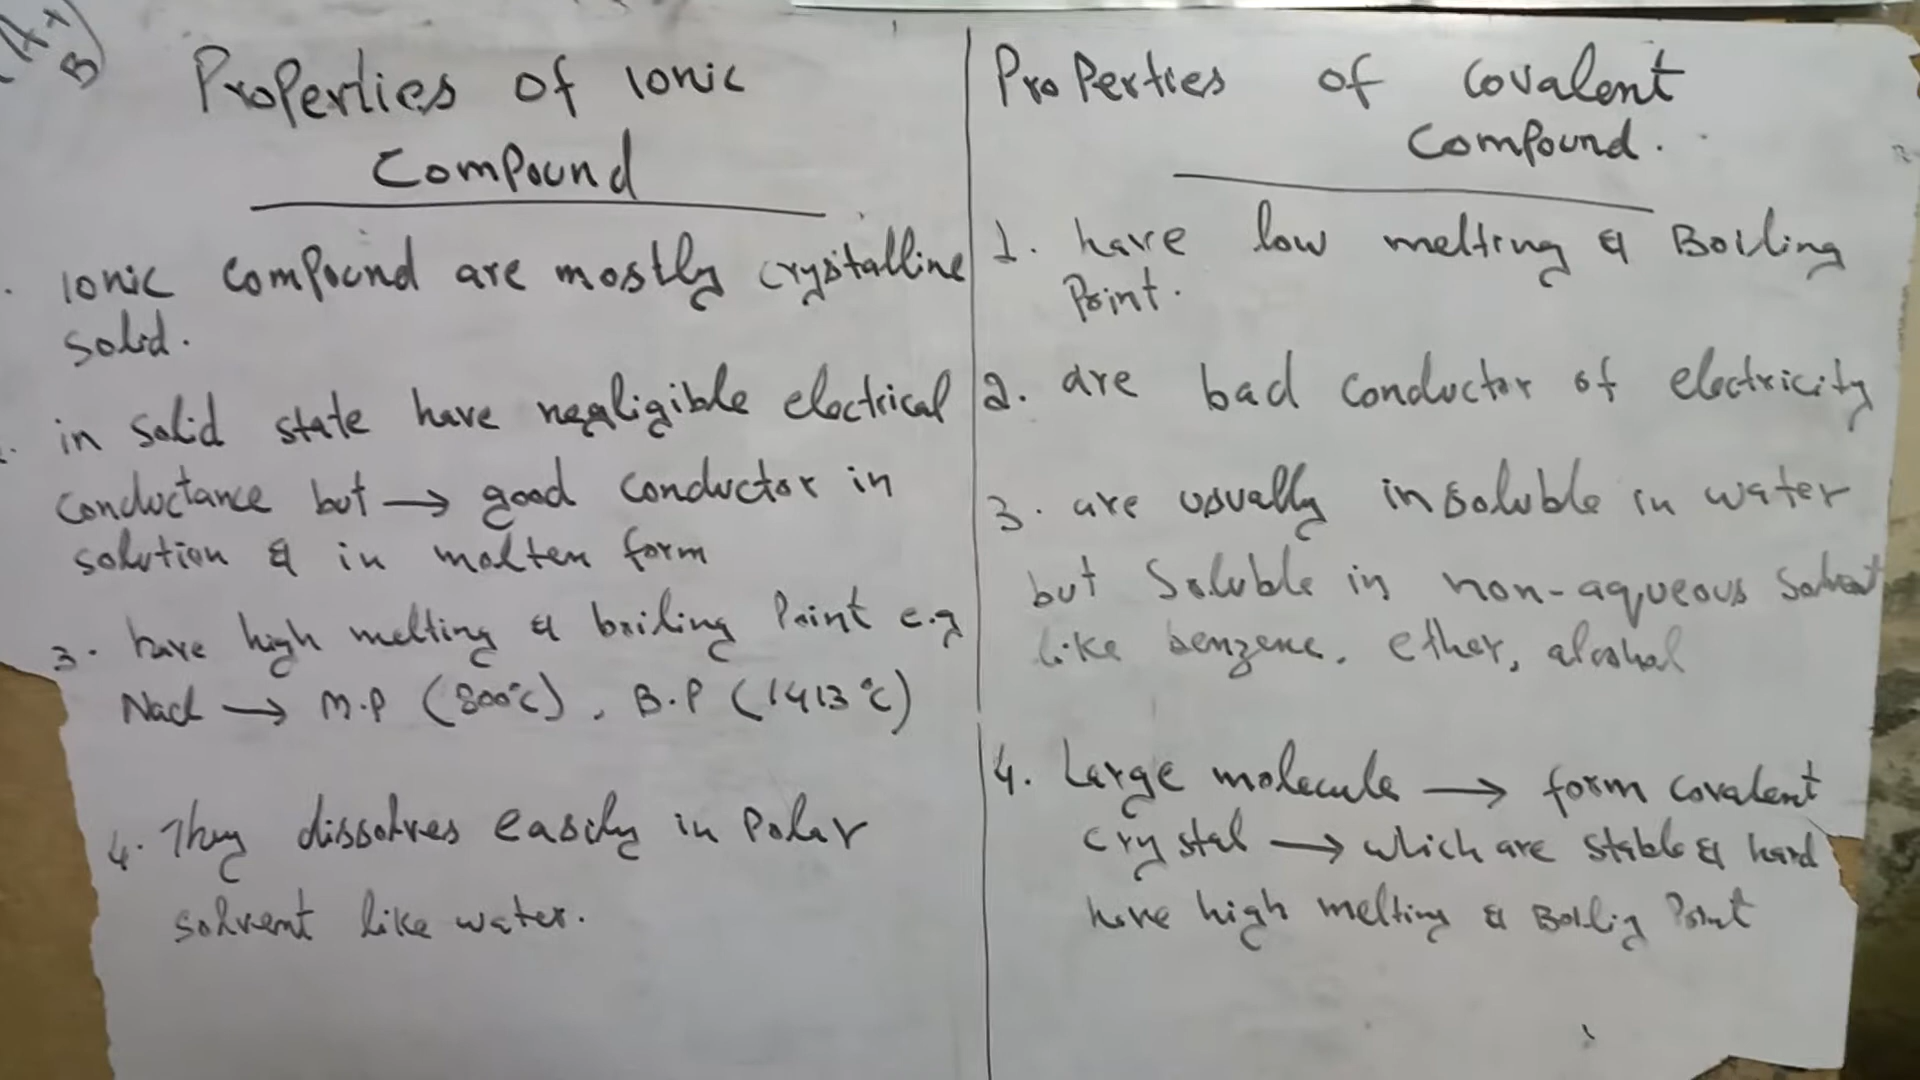 (A+
B)
Properties of ionic
Compound
. ionic compound are mostly crystalline
solid.
. in solid state have negligible electrical
conductance but → good conductor in
solution & in molten form
3. have high melting & boiling Point e.g
Nacl → M.P (800°c), B.P (1413°c)
4. They dissolves easily in Polar
solvent like water.
Properties of Covalent
Compound.
1. have low melting & Boiling
Point.
2. are bad conductor of electricity
3. are usually insoluble in water
but Soluble in non-aqueous Solvent
like benzene, ether, alcohol
4. Large molecule → form covalent
crystal → which are stable & hard
have high melting & Boilig Point